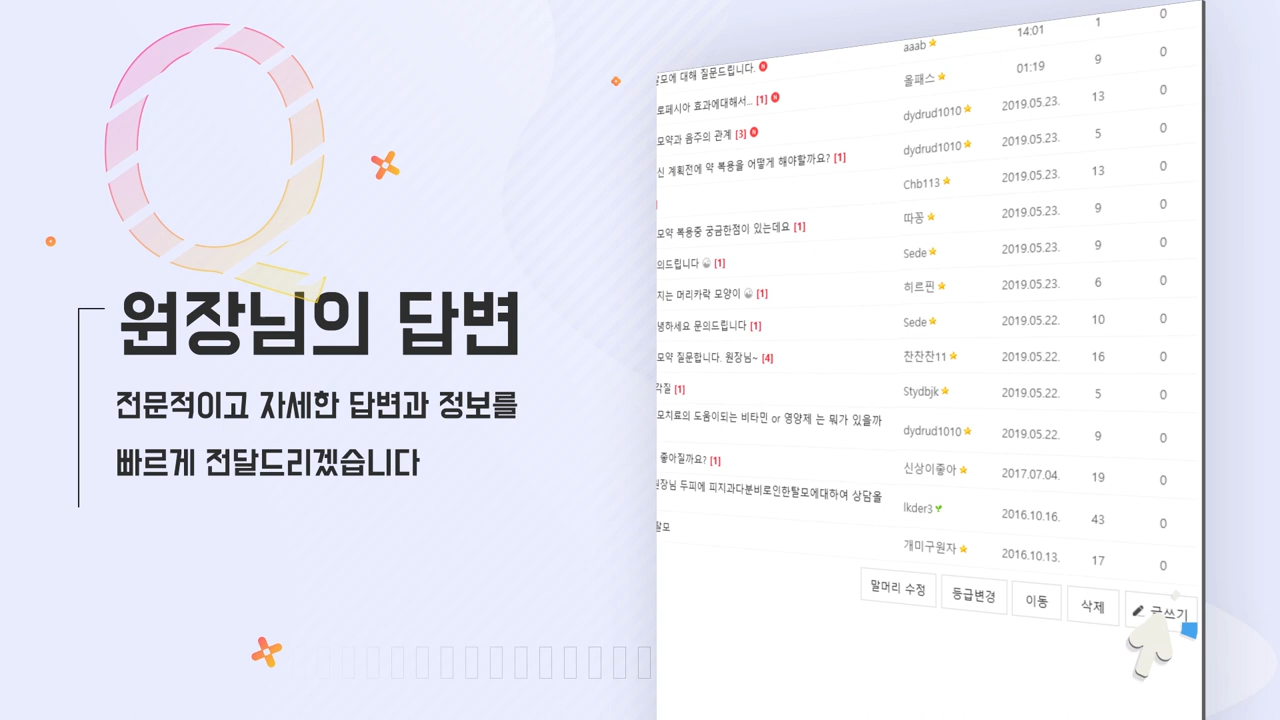 Q
원장님의 답변
전문적이고 자세한 답변과 정보를
빠르게 전달드리겠습니다
aaab 14:01 1 0
탈모에 대해 질문드립니다. 올패스 01:19 9 0
로페시아 효과에대해서... [1] dydrud1010 2019.05.23. 13 0
모약과 음주의 관계 [3] dydrud1010 2019.05.23. 5 0
신 계획전에 약 복용을 어떻게 해야할까요? [1] Chb113 2019.05.23. 13 0
따꽁 2019.05.23. 9 0
모약 복용중 궁금한점이 있는데요 [1] Sede 2019.05.23. 9 0
의드립니다 [1] 히르핀 2019.05.23. 6 0
지는 머리카락 모양이 [1] Sede 2019.05.22. 10 0
녕하세요 문의드립니다 [1] 찬찬찬11 2019.05.22. 16 0
모약 질문합니다. 원장님~ [4] Stydbjk 2019.05.22. 5 0
각질 [1] dydrud1010 2019.05.22. 9 0
모치료의 도움이되는 비타민 or 영양제 는 뭐가 있을까 신상이좋아 2017.07.04. 19 0
좋아질까요? [1] lkder3 2016.10.16. 43 0
원장님 두피에 피지과다분비로인한탈모에대하여 상담을 개미구원자 2016.10.13. 17 0
탈모
말머리 수정 등급변경 이동 삭제 글쓰기